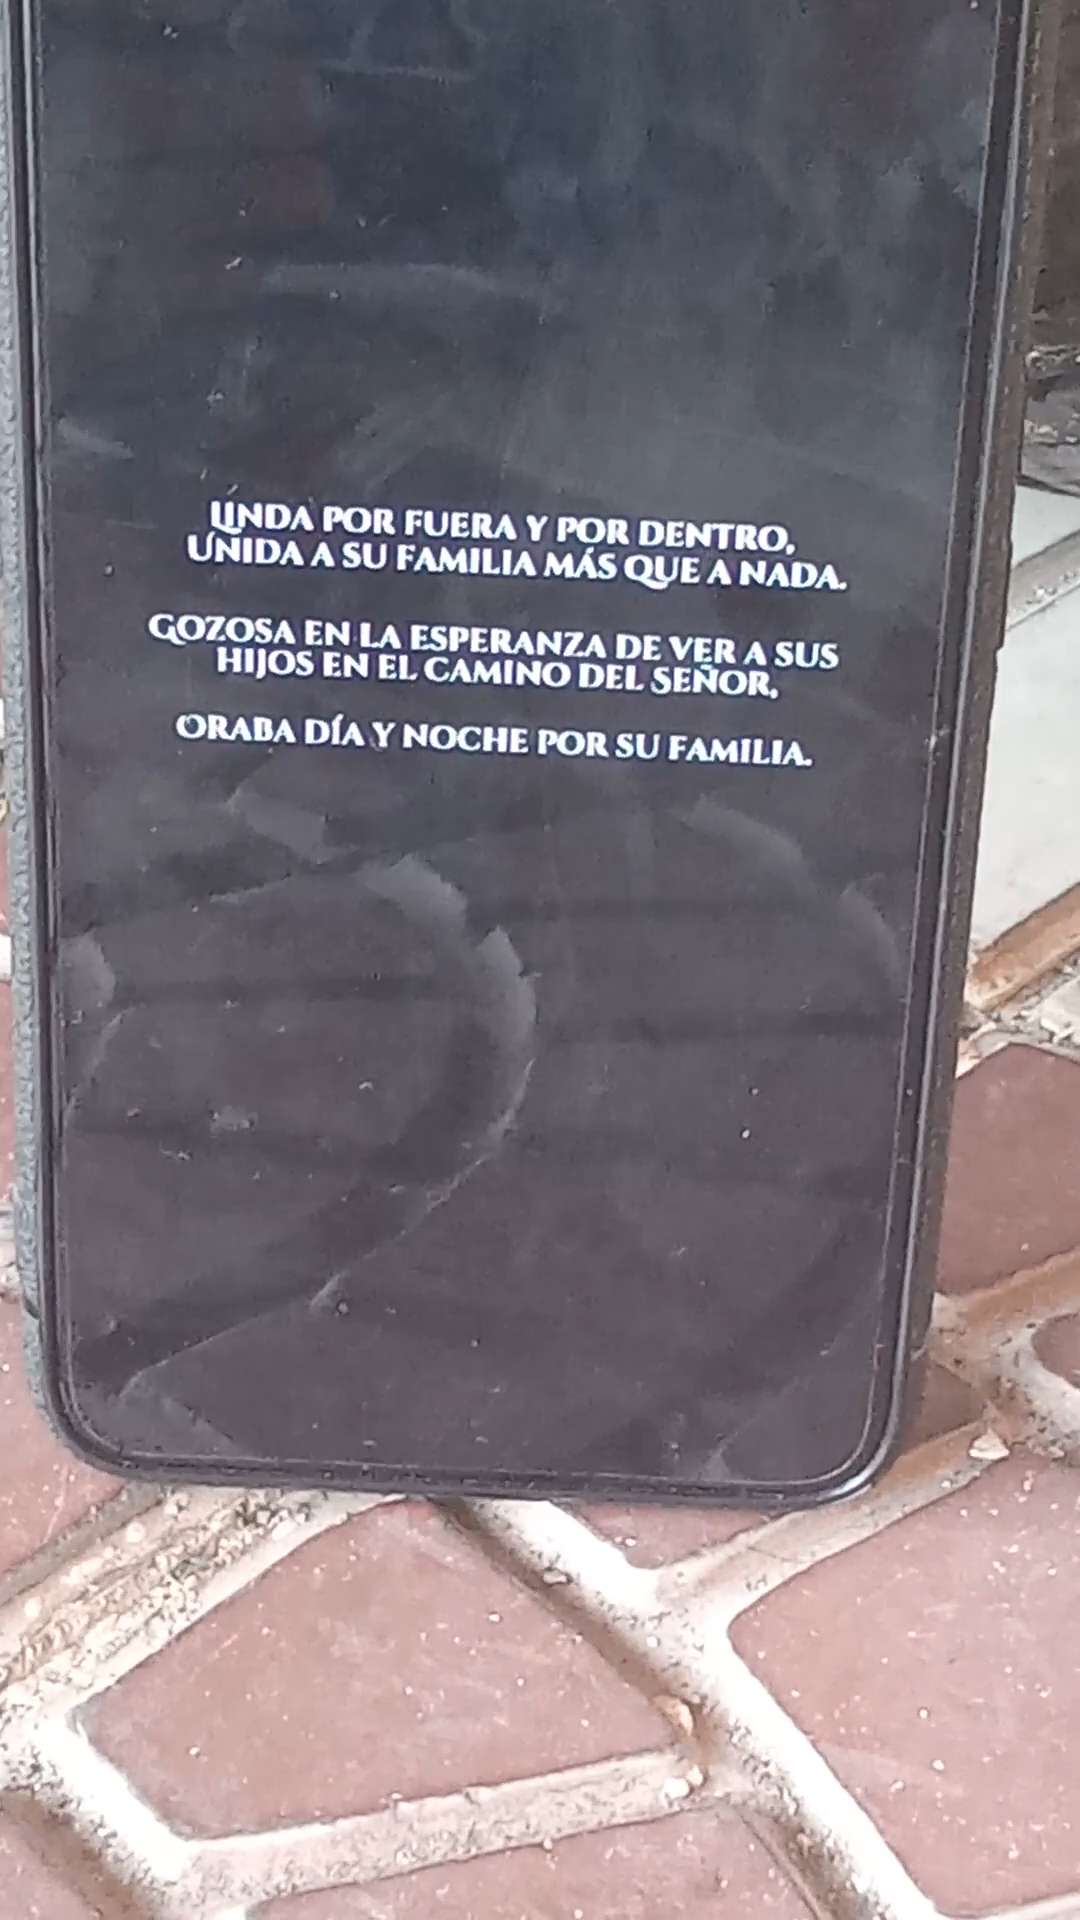 LINDA POR FUERA Y POR DENTRO,
UNIDA A SU FAMILIA MÁS QUE A NADA.
GOZOSA EN LA ESPERANZA DE VER A SUS
HIJOS EN EL CAMINO DEL SEÑOR,
ORABA DÍA Y NOCHE POR SU FAMILIA.